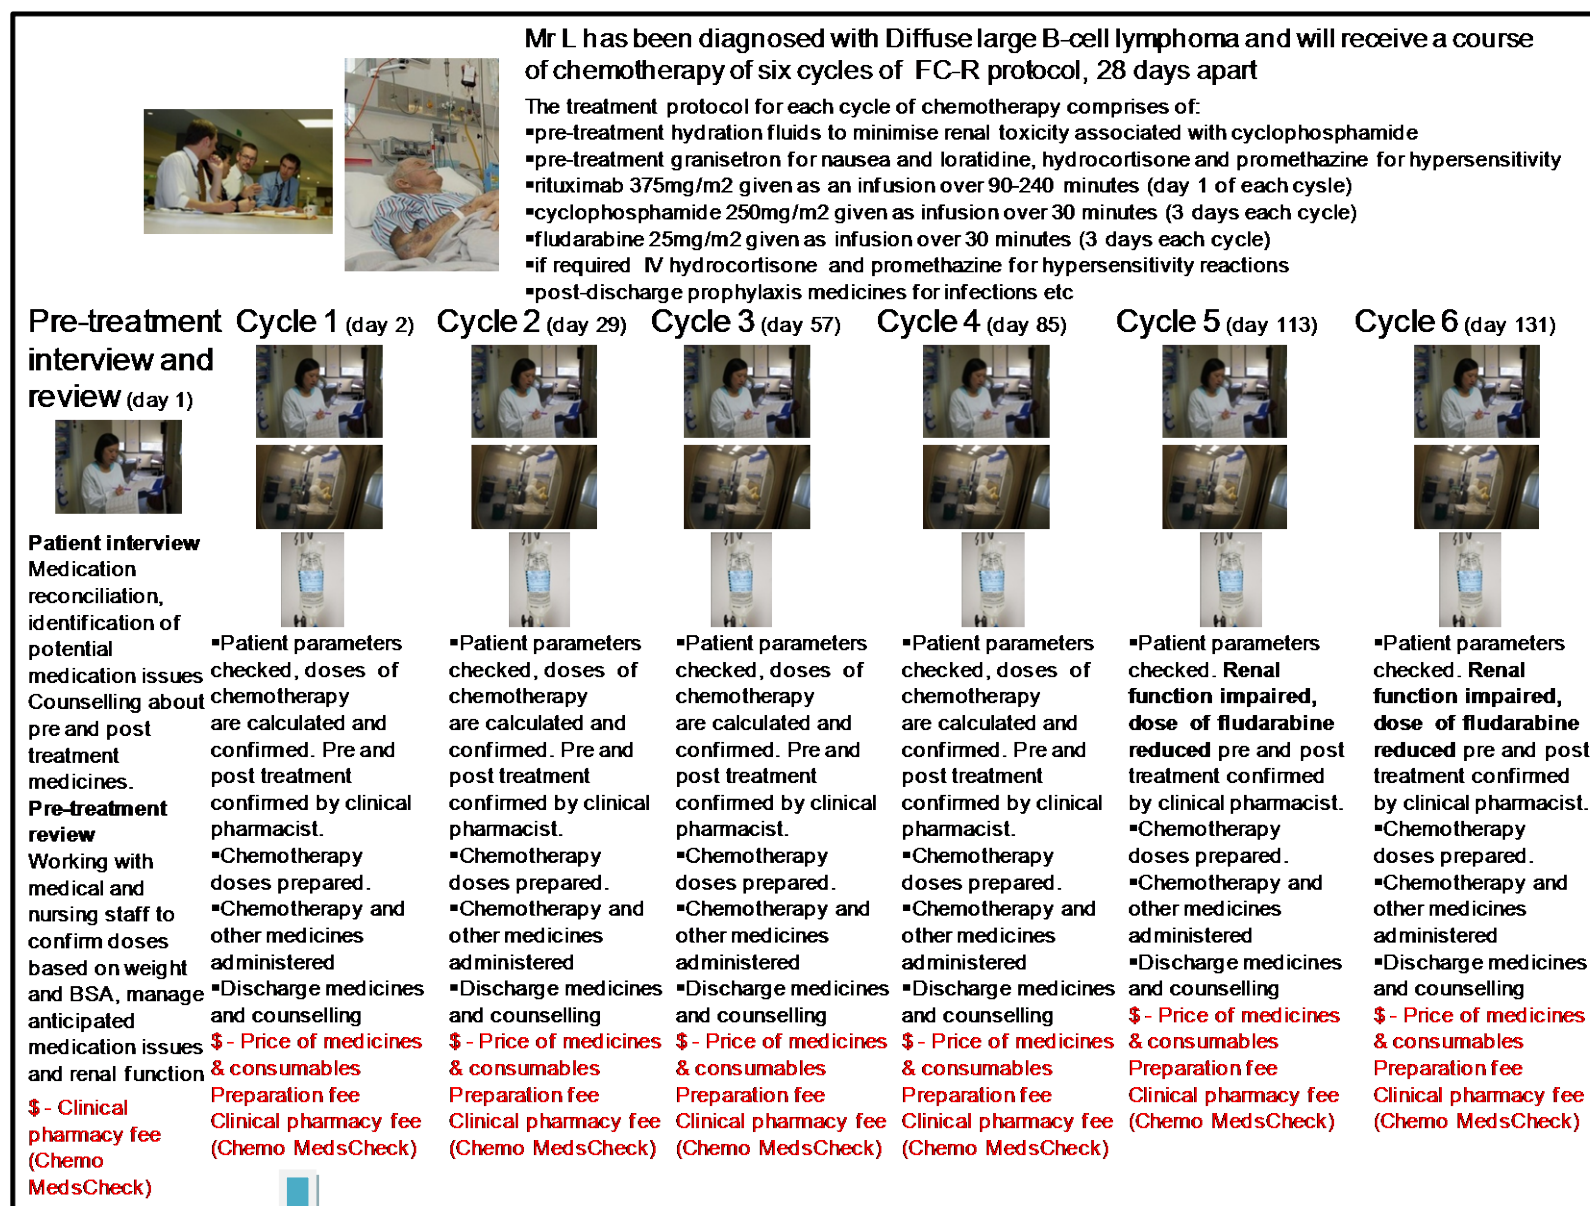 Mr L has been diagnosed with Diffuse large B-cell lymphoma and will receive a course
of chemotherapy of six cycles of FC-R protocol, 28 days apart
The treatment protocol for each cycle of chemotherapy comprises of:
▪pre-treatment hydration fluids to minimise renal toxicity associated with cyclophosphamide
▪pre-treatment granisetron for nausea and loratidine, hydrocortisone and promethazine for hypersensitivity
▪rituximab 375mg/m2 given as an infusion over 90-240 minutes (day 1 of each cysle)
▪cyclophosphamide 250mg/m2 given as infusion over 30 minutes (3 days each cycle)
▪fludarabine 25mg/m2 given as infusion over 30 minutes (3 days each cycle)
▪if required IV hydrocortisone and promethazine for hypersensitivity reactions
▪post-discharge prophylaxis medicines for infections etc
Pre-treatment
interview and
review (day 1)
Patient interview
Medication
reconciliation,
identification of
potential
medication issues
Counselling about
pre and post
treatment
medicines.
Pre-treatment
review
Working with
medical and
nursing staff to
confirm doses
based on weight
and BSA, manage
anticipated
medication issues
and renal function
$ - Clinical
pharmacy fee
(Chemo
MedsCheck)
Cycle 1 (day 2)
▪Patient parameters
checked, doses of
chemotherapy
are calculated and
confirmed. Pre and
post treatment
confirmed by clinical
pharmacist.
▪Chemotherapy
doses prepared.
▪Chemotherapy and
other medicines
administered
▪Discharge medicines
and counselling
$ - Price of medicines
& consumables
Preparation fee
Clinical pharmacy fee
(Chemo MedsCheck)
Cycle 2 (day 29)
▪Patient parameters
checked, doses of
chemotherapy
are calculated and
confirmed. Pre and
post treatment
confirmed by clinical
pharmacist.
▪Chemotherapy
doses prepared.
▪Chemotherapy and
other medicines
administered
▪Discharge medicines
and counselling
$ - Price of medicines
& consumables
Preparation fee
Clinical pharmacy fee
(Chemo MedsCheck)
Cycle 3 (day 57)
▪Patient parameters
checked, doses of
chemotherapy
are calculated and
confirmed. Pre and
post treatment
confirmed by clinical
pharmacist.
▪Chemotherapy
doses prepared.
▪Chemotherapy and
other medicines
administered
▪Discharge medicines
and counselling
$ - Price of medicines
& consumables
Preparation fee
Clinical pharmacy fee
(Chemo MedsCheck)
Cycle 4 (day 85)
▪Patient parameters
checked, doses of
chemotherapy
are calculated and
confirmed. Pre and
post treatment
confirmed by clinical
pharmacist.
▪Chemotherapy
doses prepared.
▪Chemotherapy and
other medicines
administered
▪Discharge medicines
and counselling
$ - Price of medicines
& consumables
Preparation fee
Clinical pharmacy fee
(Chemo MedsCheck)
Cycle 5 (day 113)
▪Patient parameters
checked. Renal
function impaired,
dose of fludarabine
reduced pre and post
treatment confirmed
by clinical pharmacist.
▪Chemotherapy
doses prepared.
▪Chemotherapy and
other medicines
administered
▪Discharge medicines
and counselling
$ - Price of medicines
& consumables
Preparation fee
Clinical pharmacy fee
(Chemo MedsCheck)
Cycle 6 (day 131)
▪Patient parameters
checked. Renal
function impaired,
dose of fludarabine
reduced pre and post
treatment confirmed
by clinical pharmacist.
▪Chemotherapy
doses prepared.
▪Chemotherapy and
other medicines
administered
▪Discharge medicines
and counselling
$ - Price of medicines
& consumables
Preparation fee
Clinical pharmacy fee
(Chemo MedsCheck)